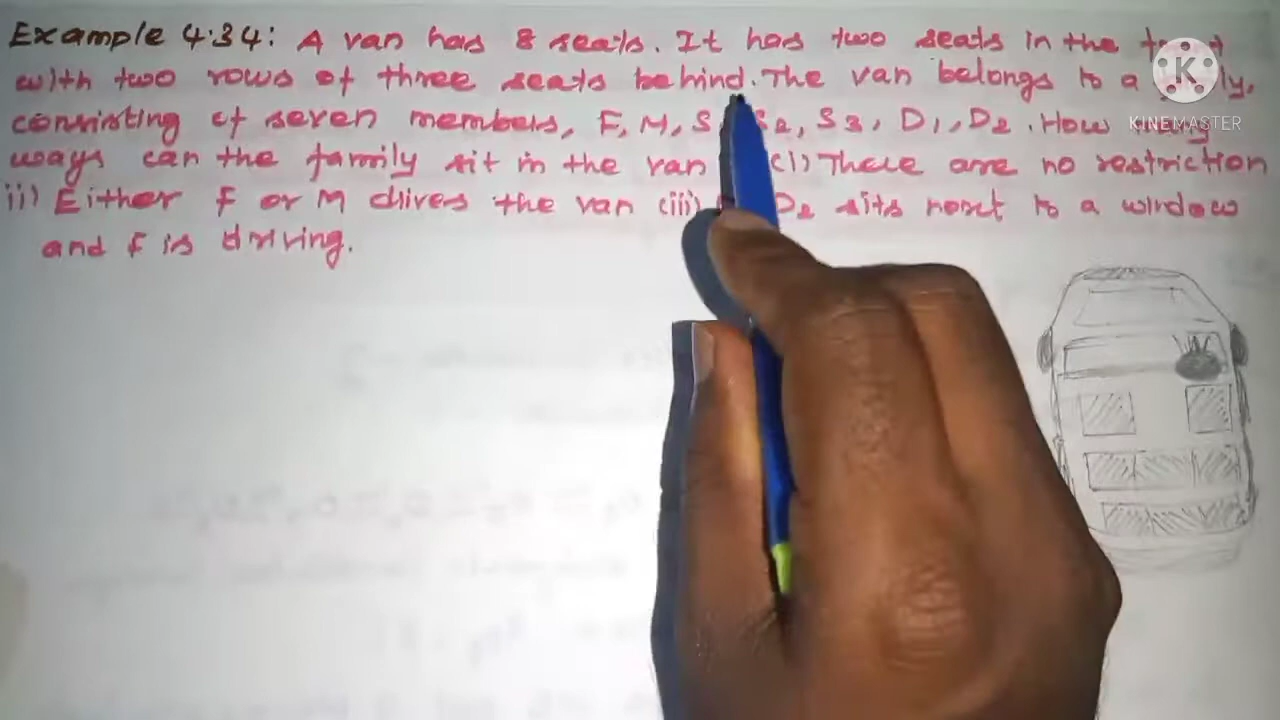 Example 4.34: A van has 8 seats. It has two seats in the
with two rows of three seats behind. The van belongs to a
consisting of seven members, F, M, S₂, S₃, D₁, D₂. How
ways can the family sit in the van (i) There are no restriction
ii) Either F or M drives the van (iii) D₂ sits next to a window
and F is driving.
K
KINEMASTER